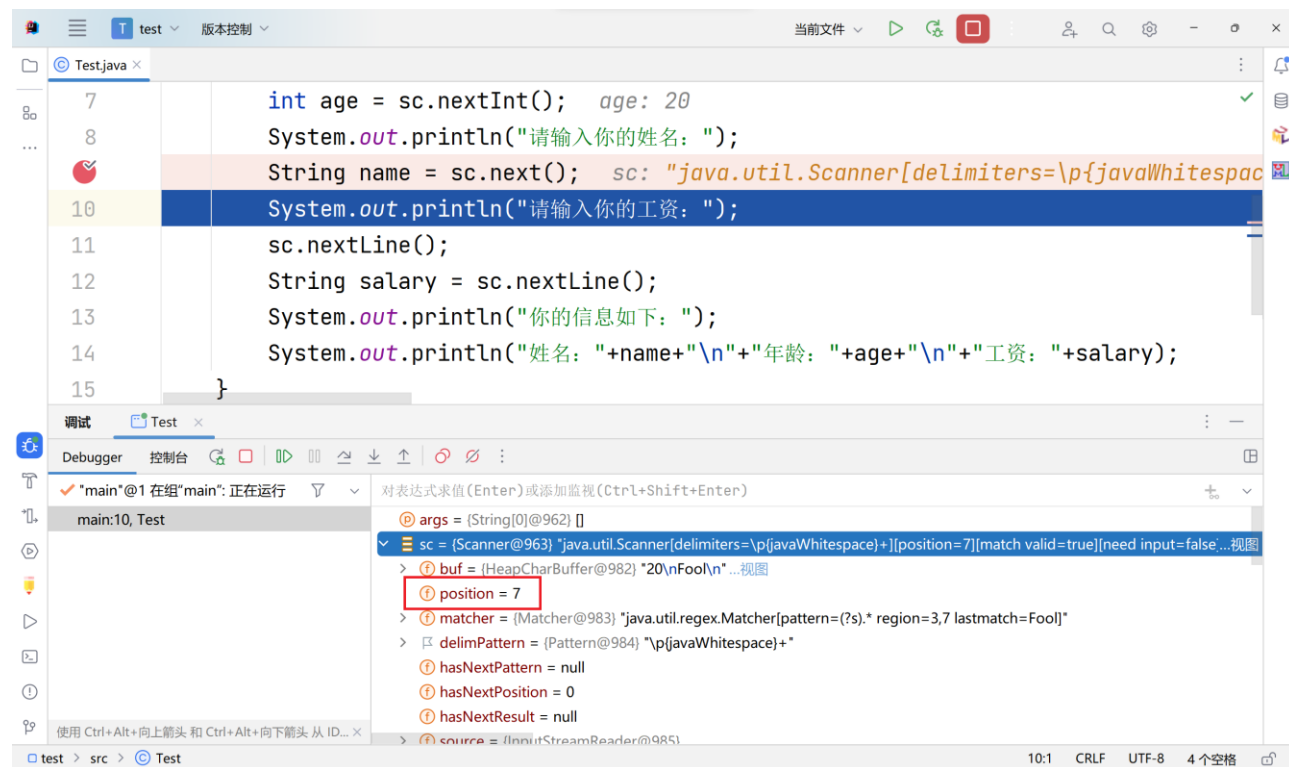 T test 版本控制 当前文件
Test.java
7 int age = sc.nextInt(); age: 20
8 System.out.println("请输入你的姓名：");
String name = sc.next(); sc: "java.util.Scanner[delimiters=\p{javaWhitespac
10 System.out.println("请输入你的工资：");
11 sc.nextLine();
12 String salary = sc.nextLine();
13 System.out.println("你的信息如下：");
14 System.out.println("姓名："+name+"\n"+"年龄："+age+"\n"+"工资："+salary);
15 }
调试 Test
Debugger 控制台
"main"@1 在组"main": 正在运行 对表达式求值(Enter)或添加监视(Ctrl+Shift+Enter)
main:10, Test
args = {String[0]@962} []
sc = {Scanner@963} "java.util.Scanner[delimiters=\p{javaWhitespace}+][position=7][match valid=true][need input=false]...视图
buf = {HeapCharBuffer@982} "20\nFool\n" ...视图
position = 7
matcher = {Matcher@983} "java.util.regex.Matcher[pattern=(?s).* region=3,7 lastmatch=Fool]"
delimPattern = {Pattern@984} "\p{javaWhitespace}+"
hasNextPattern = null
hasNextPosition = 0
hasNextResult = null
source = {InputStreamReader@985}
使用 Ctrl+Alt+向上箭头 和 Ctrl+Alt+向下箭头 从 ID...
test > src > Test 10:1 CRLF UTF-8 4 个空格